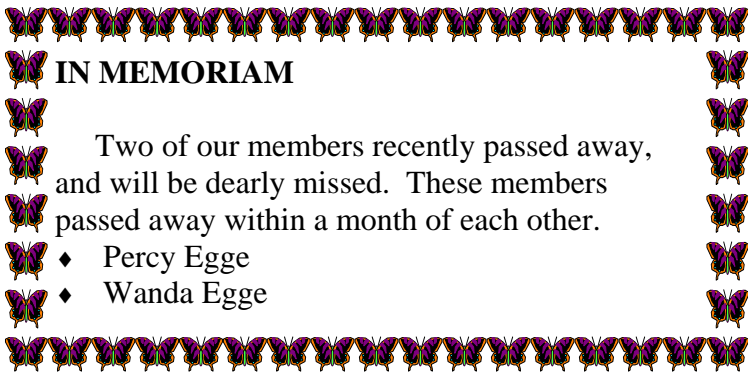 IN MEMORIAM
Two of our members recently passed away,
and will be dearly missed.  These members
passed away within a month of each other.
♦ Percy Egge
♦ Wanda Egge